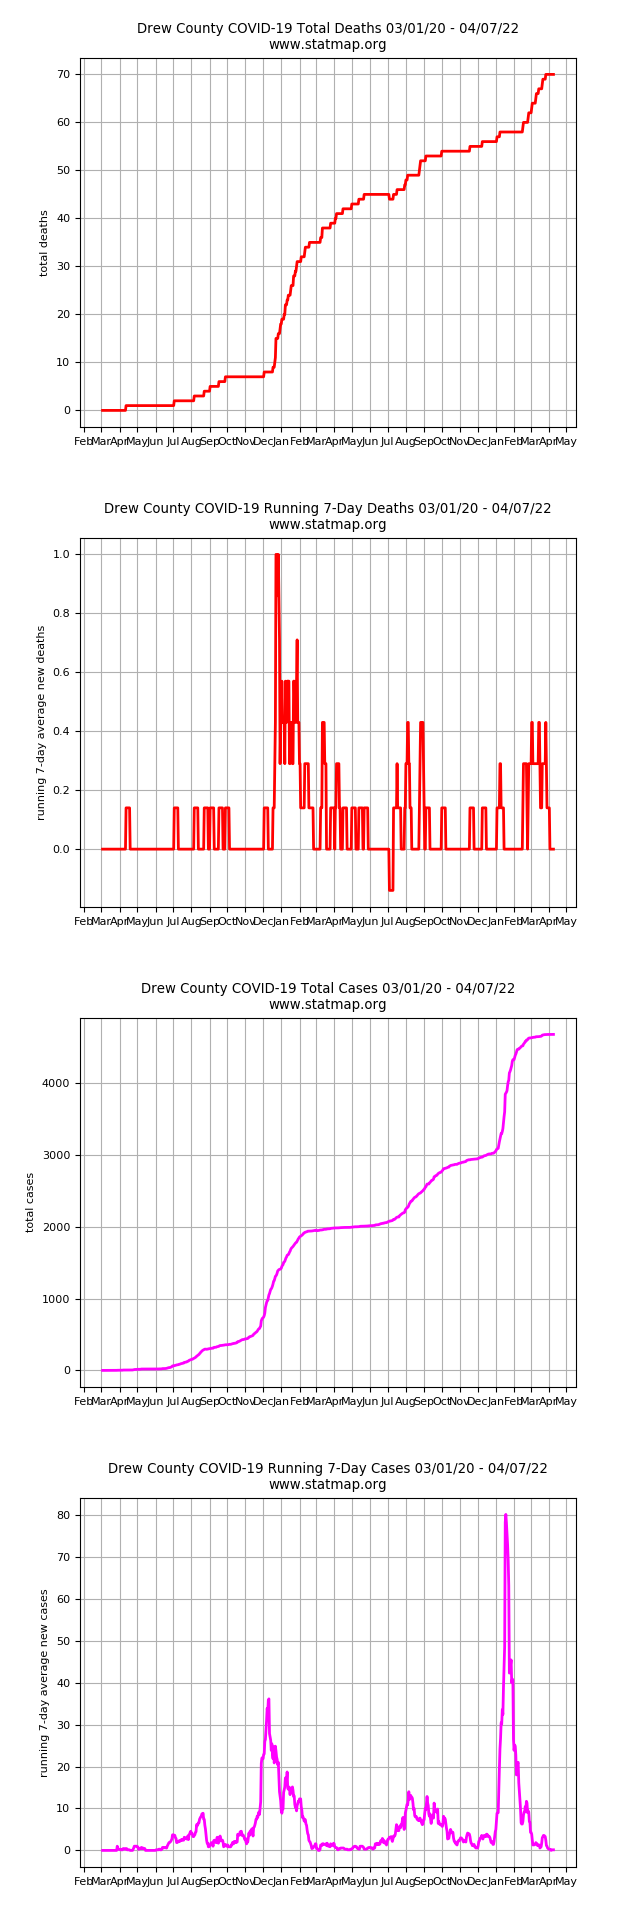 Drew County COVID-19 Total Deaths 03/01/20 - 04/07/22
www.statmap.org
70
60
50
40
30
20
10
0
total deaths
Feb Mar Apr May Jun Jul Aug Sep Oct Nov Dec Jan Feb Mar Apr May Jun Jul Aug Sep Oct Nov Dec Jan Feb Mar Apr May
Drew County COVID-19 Running 7-Day Deaths 03/01/20 - 04/07/22
www.statmap.org
1.0
0.8
0.6
0.4
0.2
0.0
running 7-day average new deaths
Feb Mar Apr May Jun Jul Aug Sep Oct Nov Dec Jan Feb Mar Apr May Jun Jul Aug Sep Oct Nov Dec Jan Feb Mar Apr May
Drew County COVID-19 Total Cases 03/01/20 - 04/07/22
www.statmap.org
4000
3000
2000
1000
0
total cases
Feb Mar Apr May Jun Jul Aug Sep Oct Nov Dec Jan Feb Mar Apr May Jun Jul Aug Sep Oct Nov Dec Jan Feb Mar Apr May
Drew County COVID-19 Running 7-Day Cases 03/01/20 - 04/07/22
www.statmap.org
80
70
60
50
40
30
20
10
0
running 7-day average new cases
Feb Mar Apr May Jun Jul Aug Sep Oct Nov Dec Jan Feb Mar Apr May Jun Jul Aug Sep Oct Nov Dec Jan Feb Mar Apr May